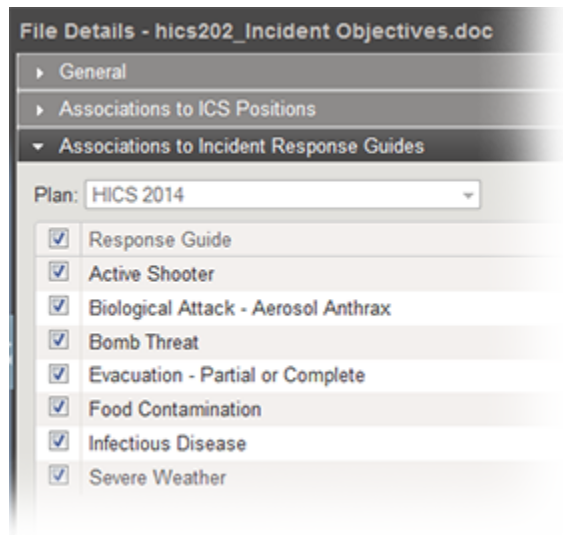 File Details - hics202_Incident Objectives.doc
General
Associations to ICS Positions
Associations to Incident Response Guides
Plan: HICS 2014
Response Guide
Active Shooter
Biological Attack - Aerosol Anthrax
Bomb Threat
Evacuation - Partial or Complete
Food Contamination
Infectious Disease
Severe Weather